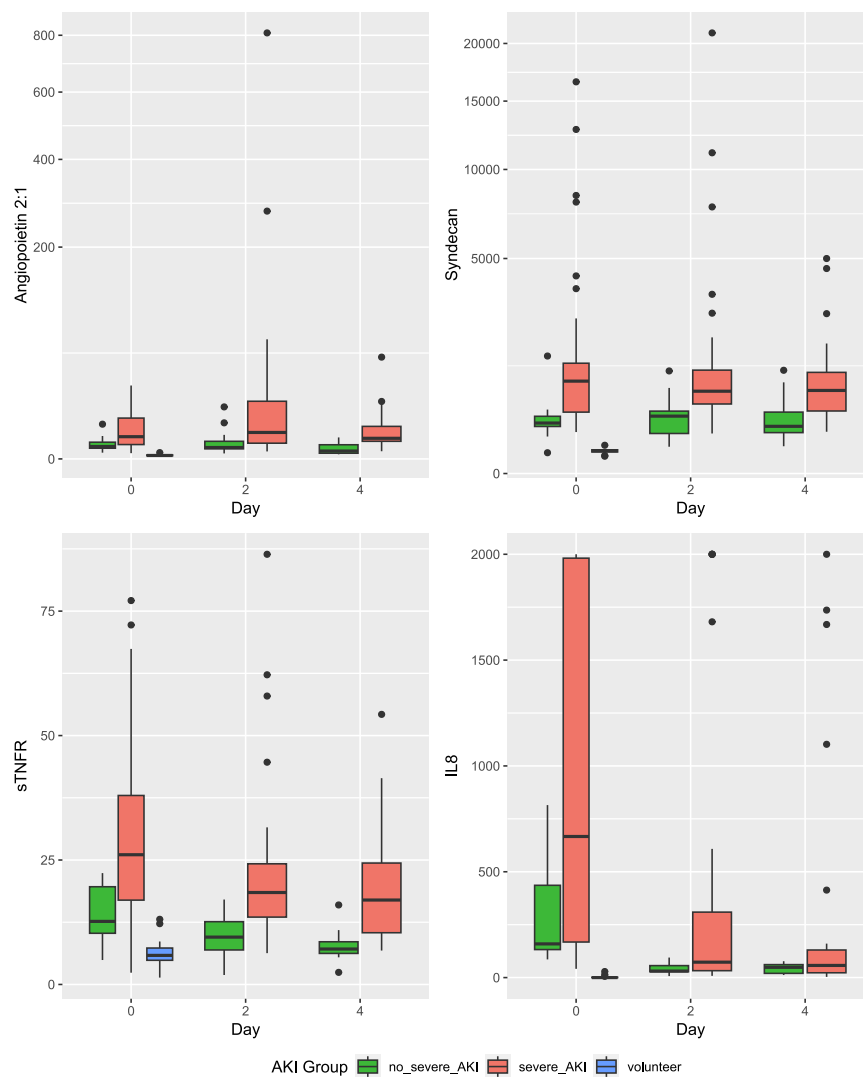 Angiopoietin 2:1
800
600
400
200
0
0 2 4
Day
Syndecan
20000
15000
10000
5000
0
0 2 4
Day
sTNFR
75
50
25
0
0 2 4
Day
IL8
2000
1500
1000
500
0
0 2 4
Day
AKI Group no_severe_AKI severe_AKI volunteer